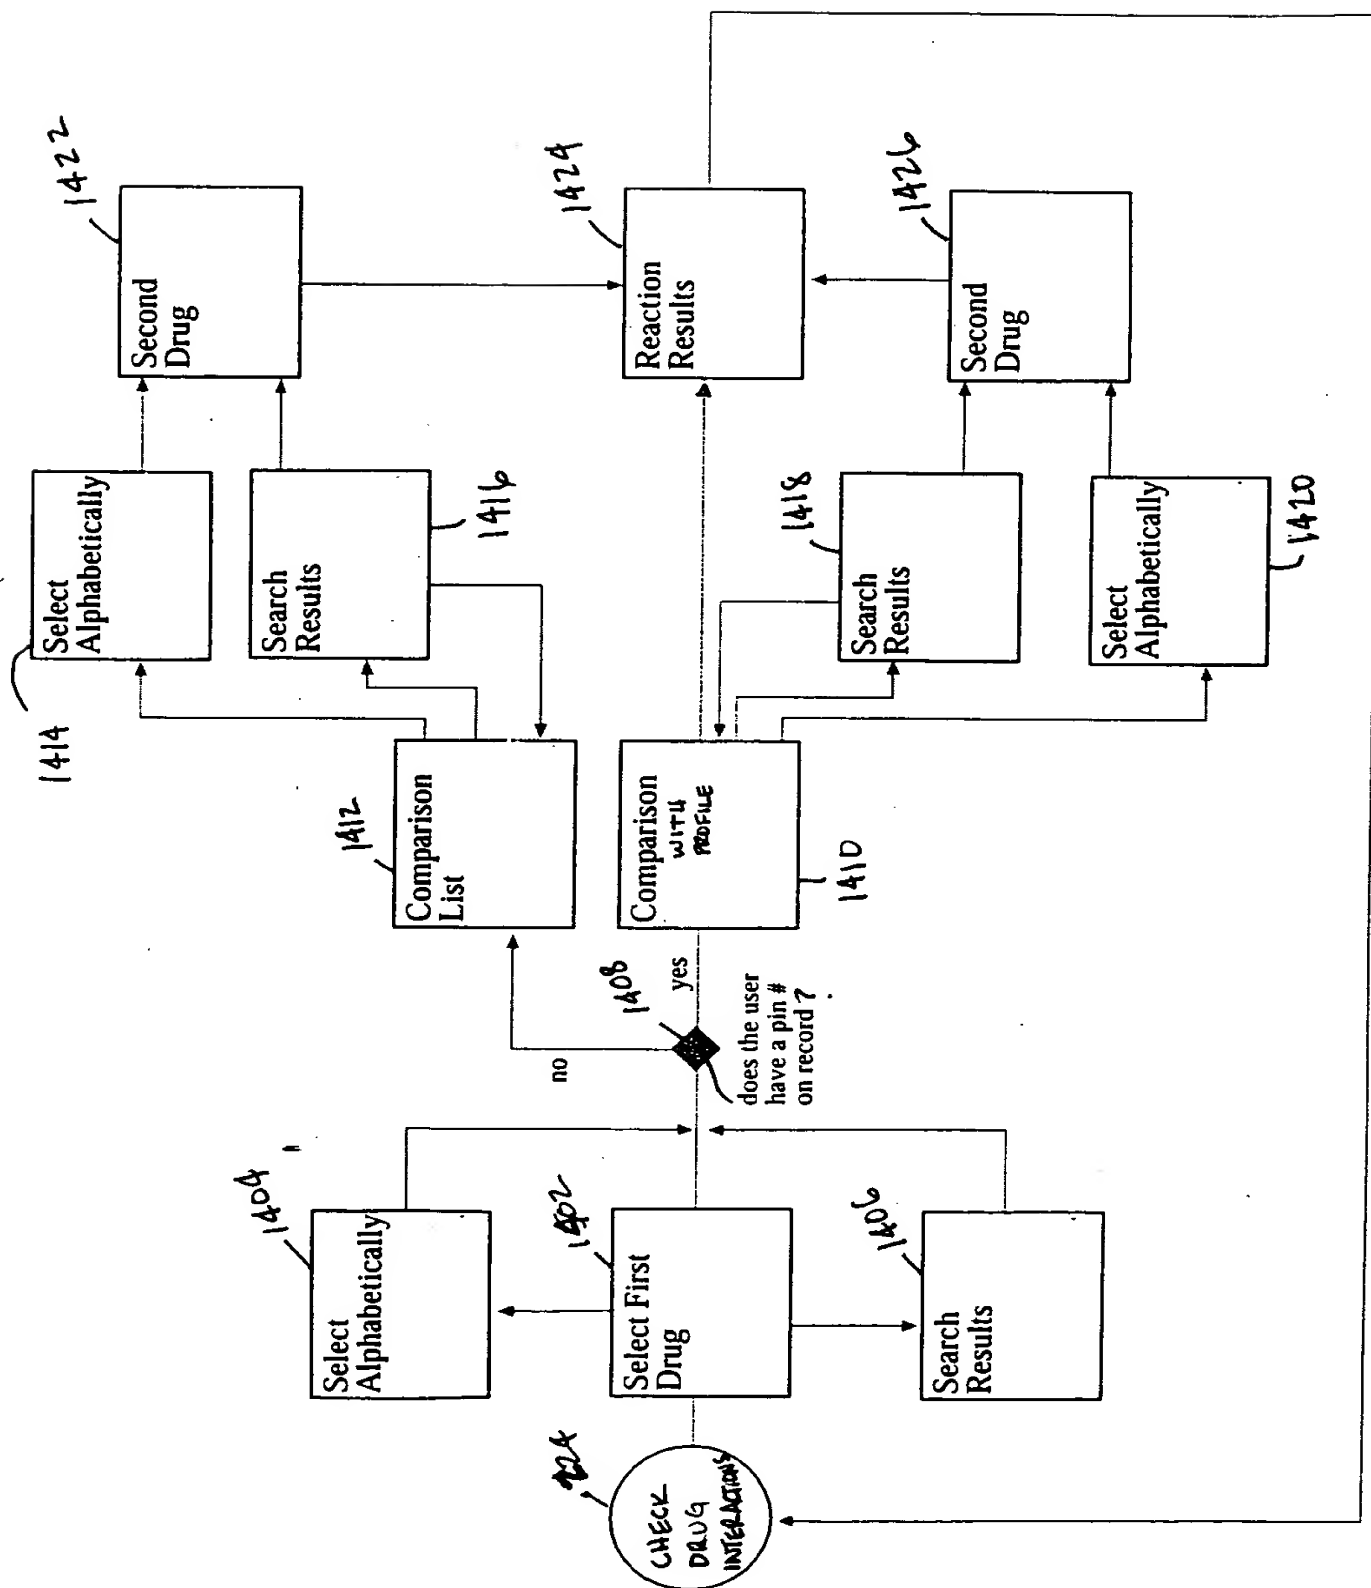 CHECK
DRUG
INTERACTIONS
224
Select
Alphabetically
1404
Select First
Drug
1402
Search
Results
1406
no
1408
yes
does the user
have a pin #
on record ?
Comparison
List
1412
Comparison
WITH
PROFILE
1410
1414
Select
Alphabetically
Search
Results
1416
Search
Results
1418
Select
Alphabetically
1420
Second
Drug
1422
Reaction
Results
1424
Second
Drug
1426